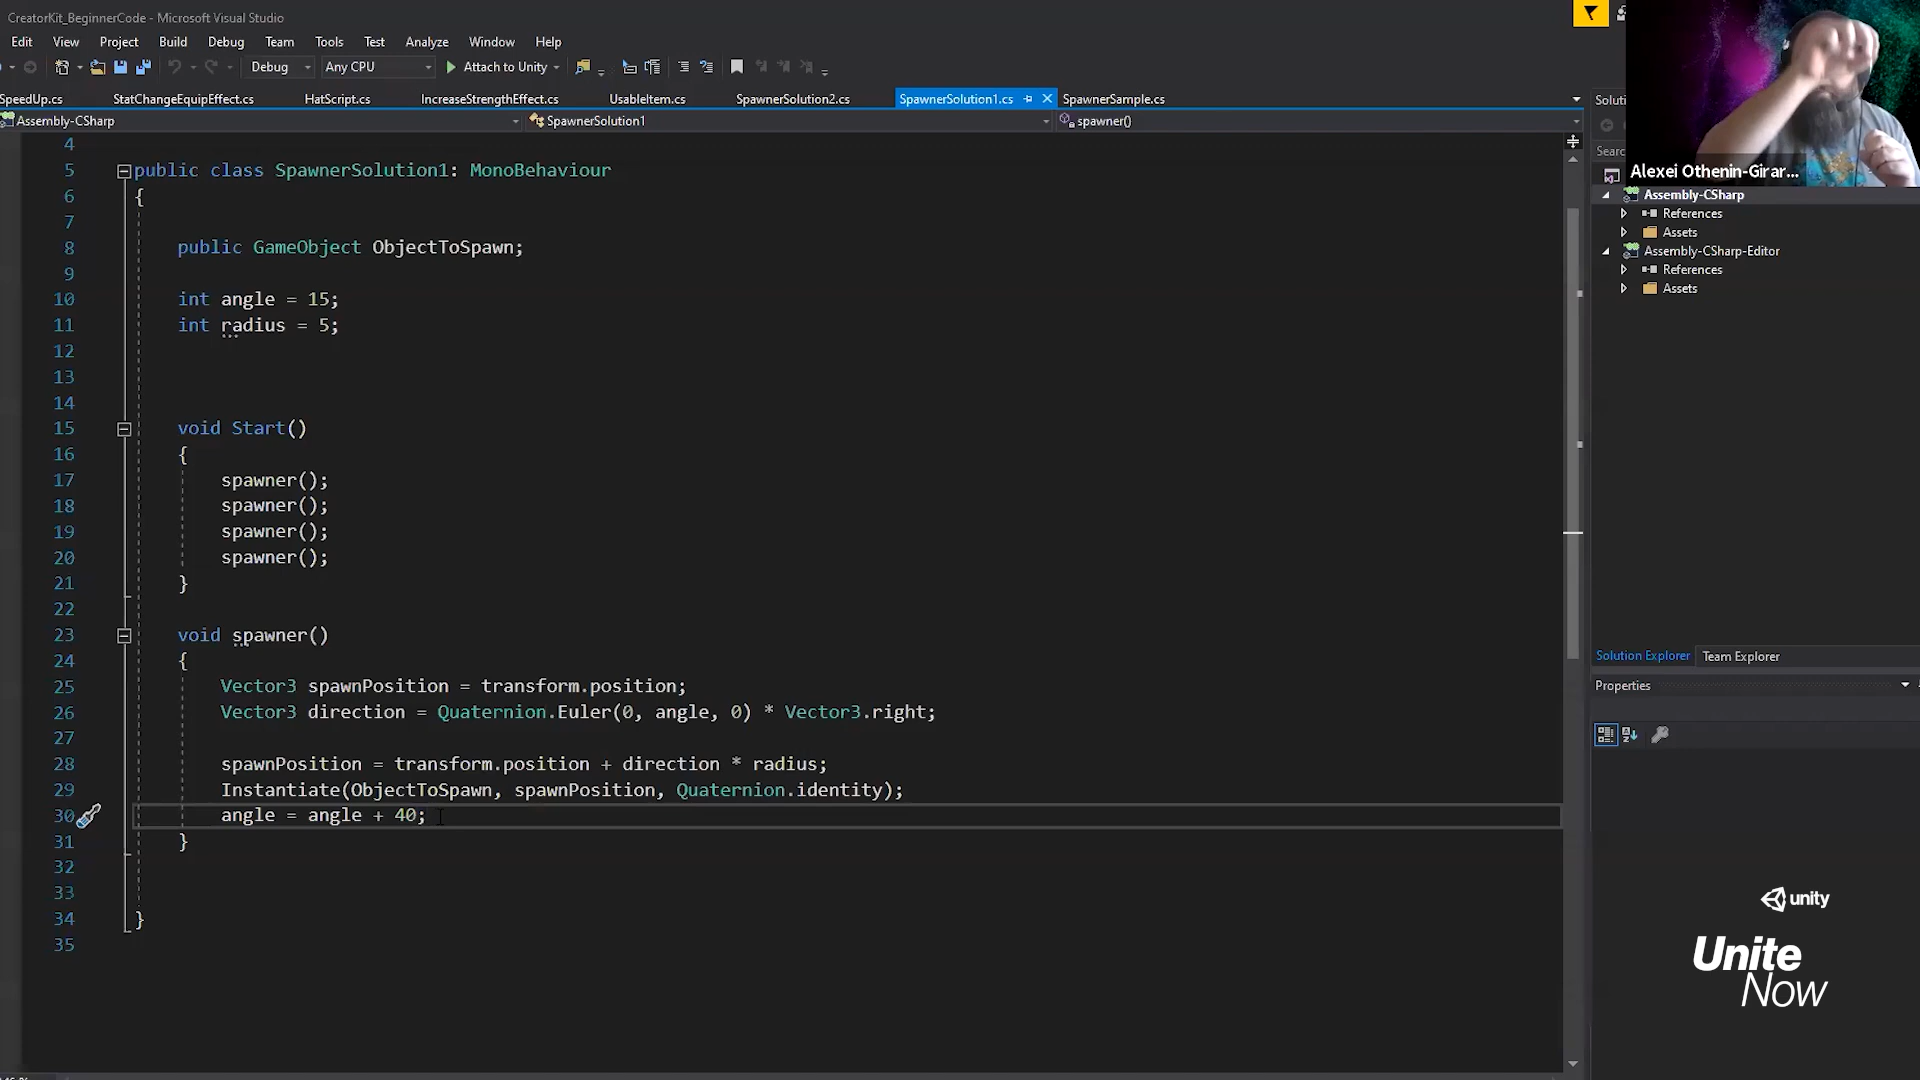 CreatorKit_BeginnerCode - Microsoft Visual Studio
Edit View Project Build Debug Team Tools Test Analyze Window Help
Debug Any CPU Attach to Unity
SpeedUp.cs StatChangeEquipEffect.cs HatScript.cs IncreaseStrengthEffect.cs UsableItem.cs SpawnerSolution2.cs SpawnerSolution1.cs SpawnerSample.cs
Assembly-CSharp SpawnerSolution1 spawner()
4
5 public class SpawnerSolution1: MonoBehaviour
6 {
7
8 public GameObject ObjectToSpawn;
9
10 int angle = 15;
11 int radius = 5;
12
13
14
15 void Start()
16 {
17 spawner();
18 spawner();
19 spawner();
20 spawner();
21 }
22
23 void spawner()
24 {
25 Vector3 spawnPosition = transform.position;
26 Vector3 direction = Quaternion.Euler(0, angle, 0) * Vector3.right;
27
28 spawnPosition = transform.position + direction * radius;
29 Instantiate(ObjectToSpawn, spawnPosition, Quaternion.identity);
30 angle = angle + 40;
31 }
32
33
34 }
35
Alexei Othenin-Girar...
Assembly-CSharp
References
Assets
Assembly-CSharp-Editor
References
Assets
Solution Explorer Team Explorer
Properties
unity
Unite
Now